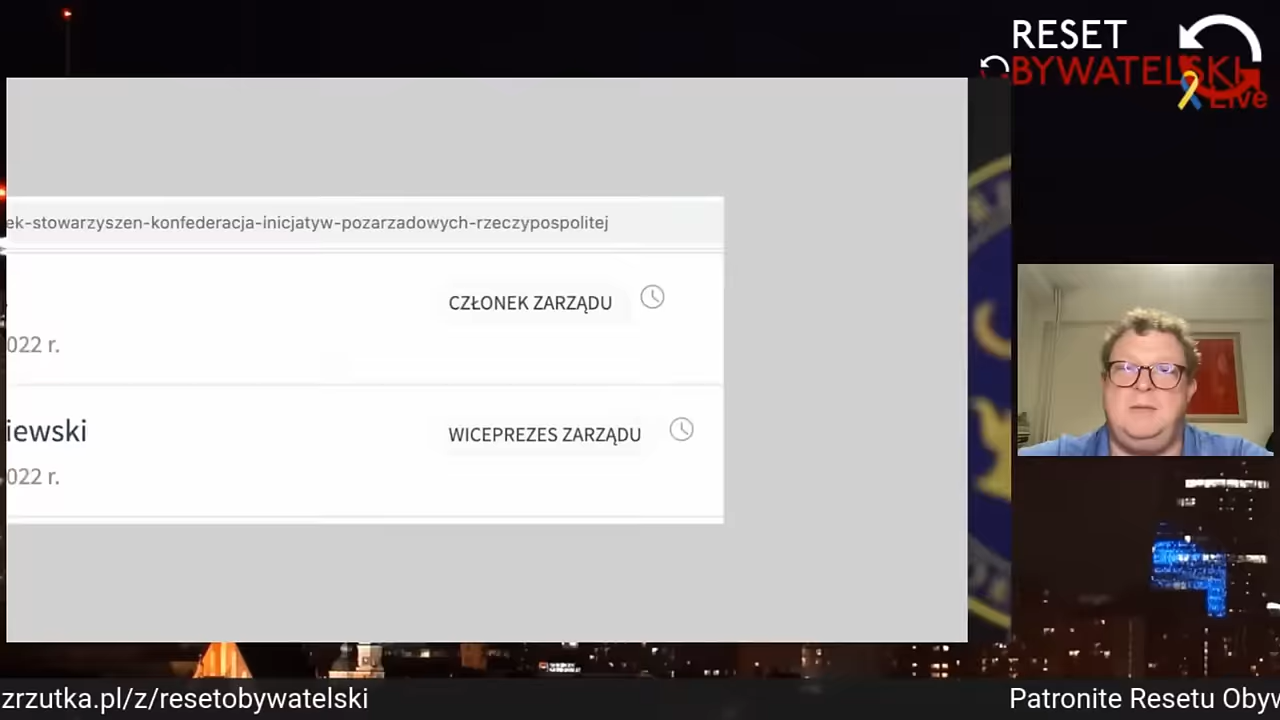 RESET
OBYWATELSKI
Live
ek-stowarzyszen-konfederacja-inicjatyw-pozarzadowych-rzeczypospolitej
CZŁONEK ZARZĄDU
022 r.
iewski
WICEPREZES ZARZĄDU
022 r.
zrzutka.pl/z/resetobywatelski
Patronite Resetu Obyw